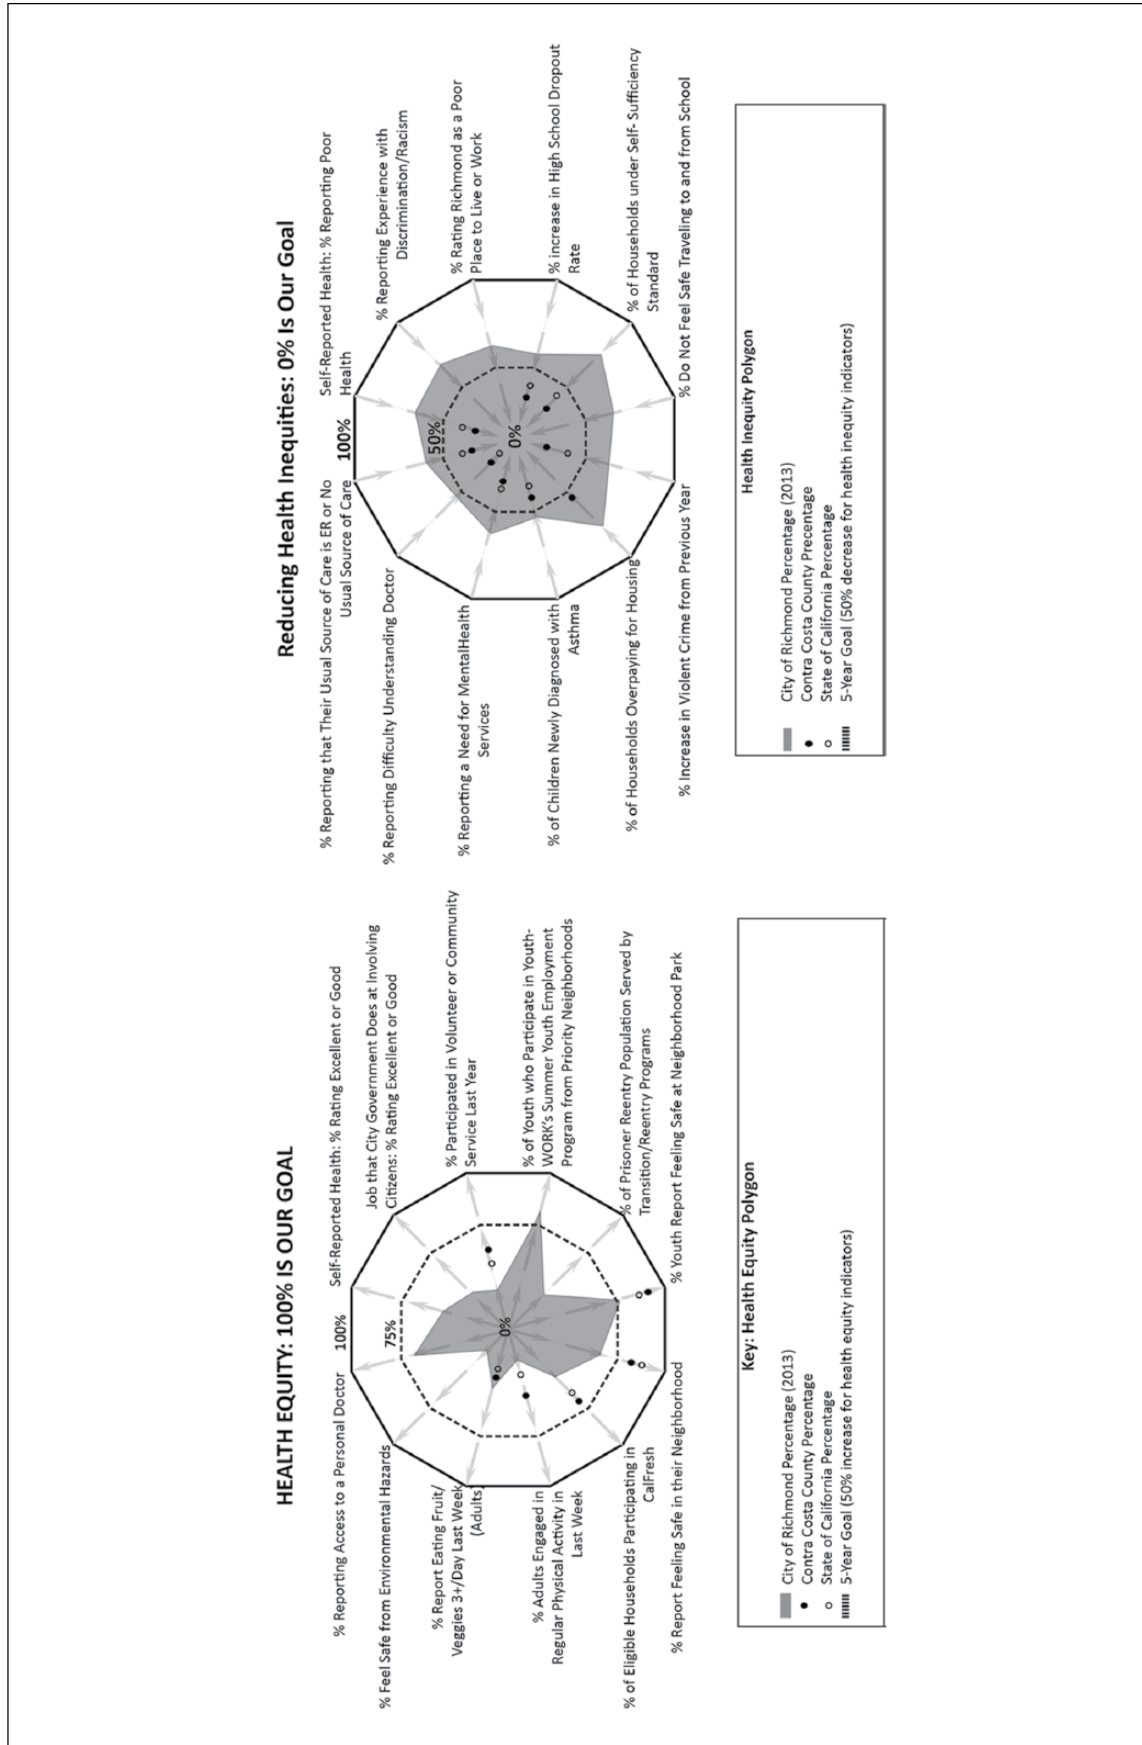 HEALTH EQUITY: 100% IS OUR GOAL
% Reporting Access to a Personal Doctor
Self-Reported Health: % Rating Excellent or Good
100%
% Feel Safe from Environmental Hazards
Job that City Government Does at Involving
Citizens: % Rating Excellent or Good
75%
% Report Eating Fruit/
Veggies 3+/Day Last Week
(Adults)
% Participated in Volunteer or Community
Service Last Year
0%
% Adults Engaged in
Regular Physical Activity in
Last Week
% of Youth who Participate in Youth-
WORK's Summer Youth Employment
Program from Priority Neighborhoods
% of Eligible Households Participating in
CalFresh
% of Prisoner Reentry Population Served by
Transition/Reentry Programs
% Report Feeling Safe in their Neighborhood
% Youth Report Feeling Safe at Neighborhood Park
Key: Health Equity Polygon
City of Richmond Percentage (2013)
Contra Costa County Percentage
State of California Percentage
5-Year Goal (50% increase for health equity indicators)
Reducing Health Inequities: 0% Is Our Goal
% Reporting that Their Usual Source of Care is ER or No
Usual Source of Care
Self-Reported Health: % Reporting Poor
Health
100%
% Reporting Difficulty Understanding Doctor
% Reporting Experience with
Discrimination/Racism
50%
% Reporting a Need for MentalHealth
Services
% Rating Richmond as a Poor
Place to Live or Work
0%
% of Children Newly Diagnosed with
Asthma
% increase in High School Dropout
Rate
% of Households Overpaying for Housing
% of Households under Self- Sufficiency
Standard
% Increase in Violent Crime from Previous Year
% Do Not Feel Safe Traveling to and from School
Health Inequity Polygon
City of Richmond Percentage (2013)
Contra Costa County Precentage
State of California Percentage
5-Year Goal (50% decrease for health inequity indicators)